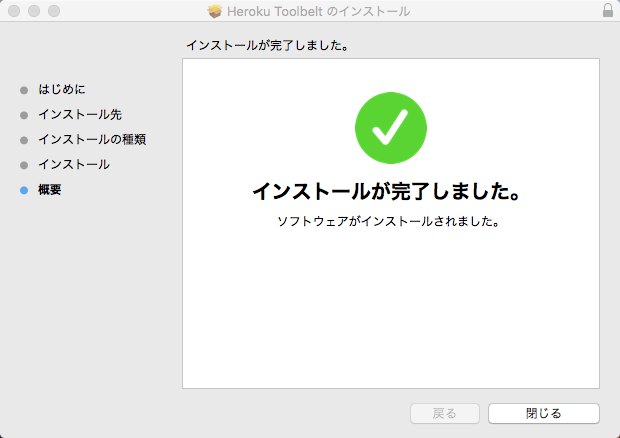 Heroku Toolbelt のインストール
インストールが完了しました。
はじめに
インストール先
インストールの種類
インストール
概要
インストールが完了しました。
ソフトウェアがインストールされました。
戻る
閉じる